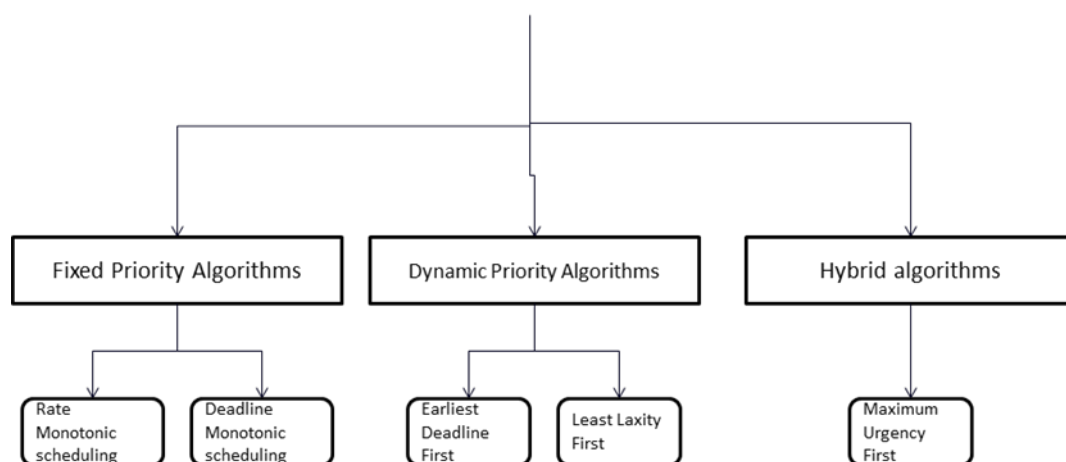 Fixed Priority Algorithms
Dynamic Priority Algorithms
Hybrid algorithms
Rate
Monotonic
scheduling
Deadline
Monotonic
scheduling
Earliest
Deadline
First
Least Laxity
First
Maximum
Urgency
First